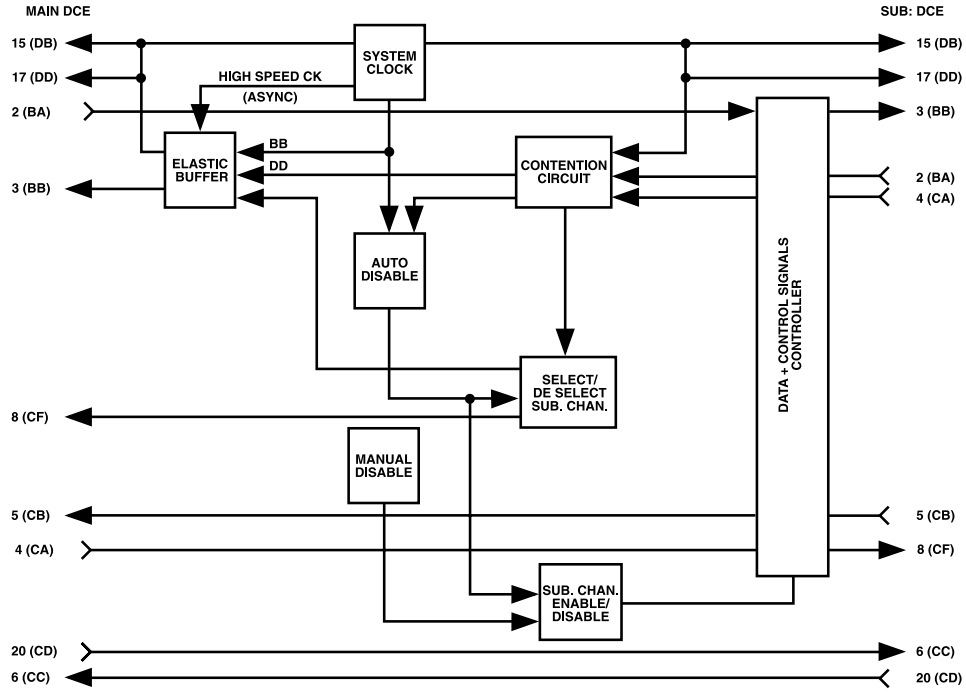 MAIN DCE
SUB: DCE
15 (DB)
SYSTEM
CLOCK
15 (DB)
17 (DD)
HIGH SPEED CK
(ASYNC)
17 (DD)
2 (BA)
3 (BB)
ELASTIC
BUFFER
BB
DD
CONTENTION
CIRCUIT
3 (BB)
2 (BA)
4 (CA)
AUTO
DISABLE
DATA + CONTROL SIGNALS
CONTROLLER
SELECT/
DE SELECT
SUB. CHAN.
8 (CF)
MANUAL
DISABLE
5 (CB)
5 (CB)
4 (CA)
8 (CF)
SUB. CHAN.
ENABLE/
DISABLE
20 (CD)
6 (CC)
6 (CC)
20 (CD)